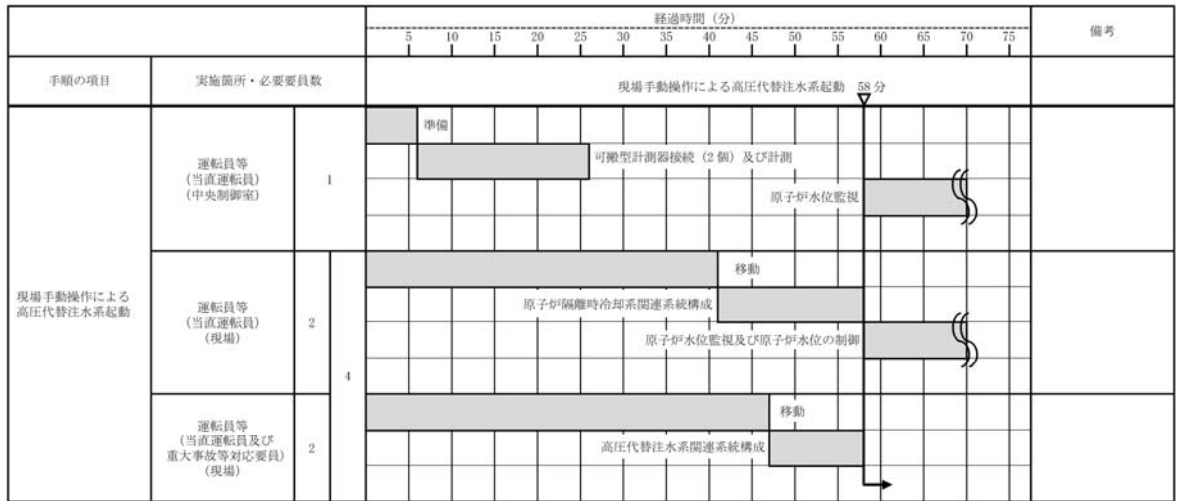 経過時間（分）
備考
5 10 15 20 25 30 35 40 45 50 55 60 65 70 75
手順の項目
実施箇所・必要要員数
現場手動操作による高圧代替注水系起動 58分
現場手動操作による
高圧代替注水系起動
運転員等
（当直運転員）
（中央制御室）
1
準備
可搬型計測器接続（2個）及び計測
原子炉水位監視
運転員等
（当直運転員）
（現場）
2
4
移動
原子炉隔離時冷却系関連系統構成
原子炉水位監視及び原子炉水位の制御
運転員等
（当直運転員及び
重大事故等対応要員）
（現場）
2
移動
高圧代替注水系関連系統構成